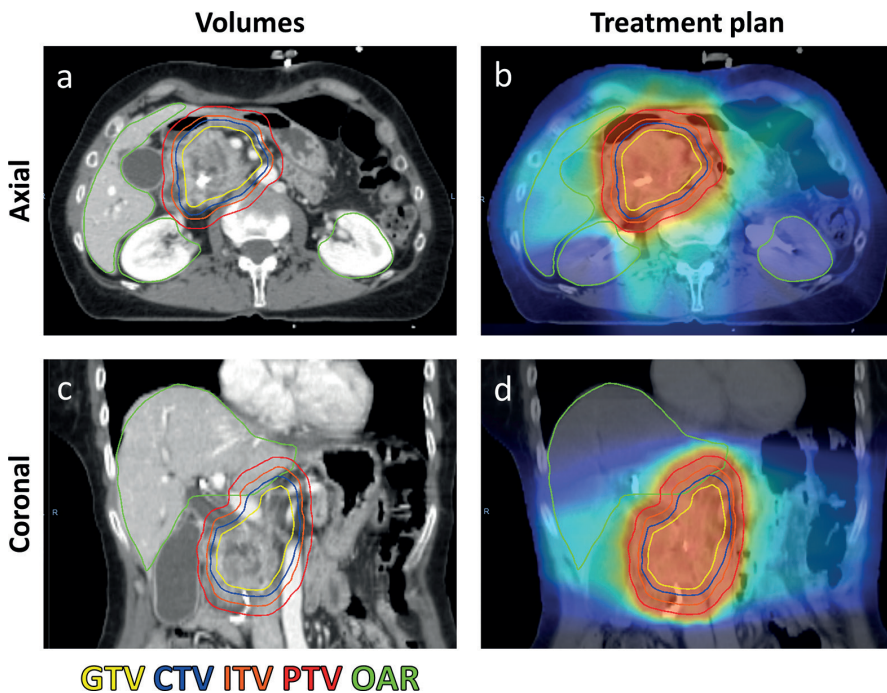 Volumes
Treatment plan
Axial
a
b
R
L
R
Coronal
c
d
R
R
GTV CTV ITV PTV OAR